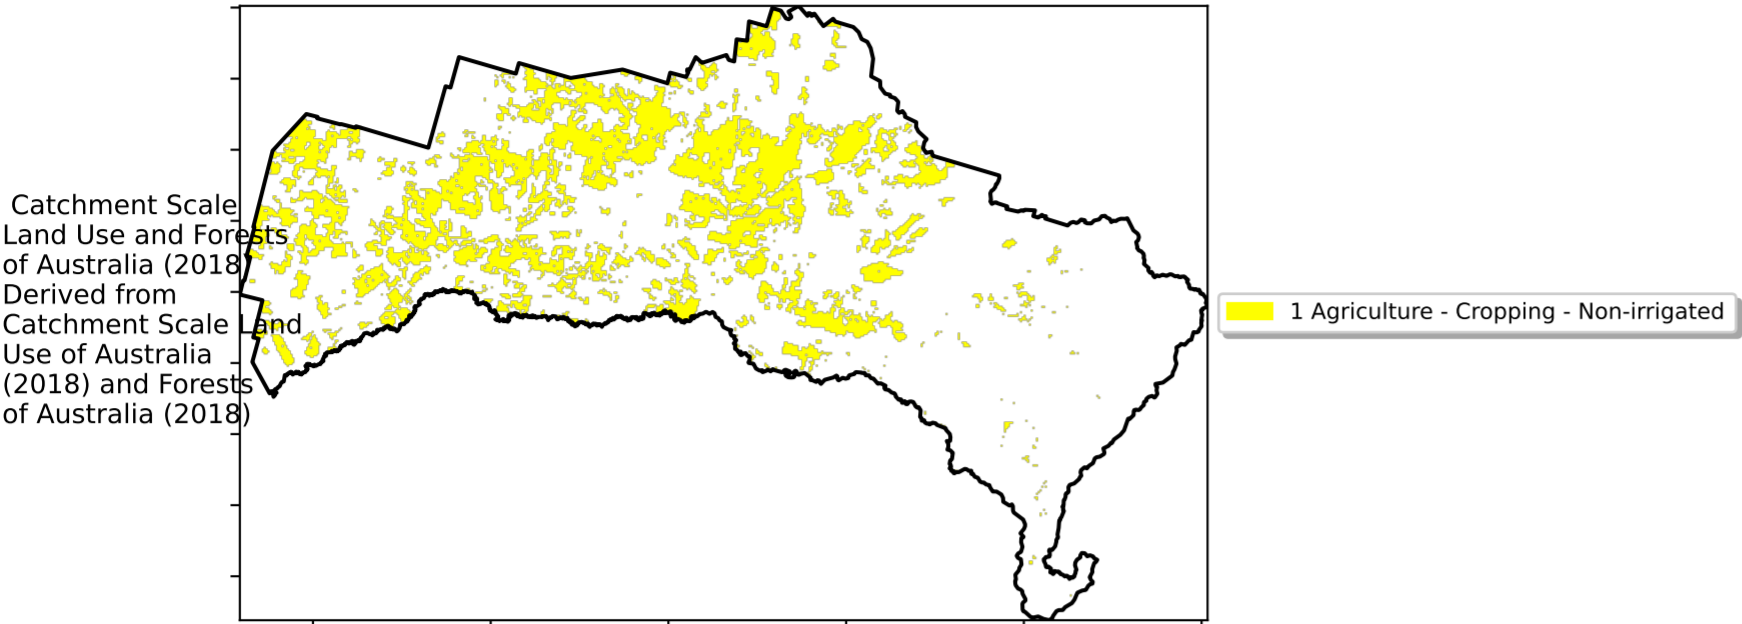 Catchment Scale
Land Use and Forests
of Australia (2018)
Derived from
Catchment Scale Land
Use of Australia
(2018) and Forests
of Australia (2018)
1 Agriculture - Cropping - Non-irrigated